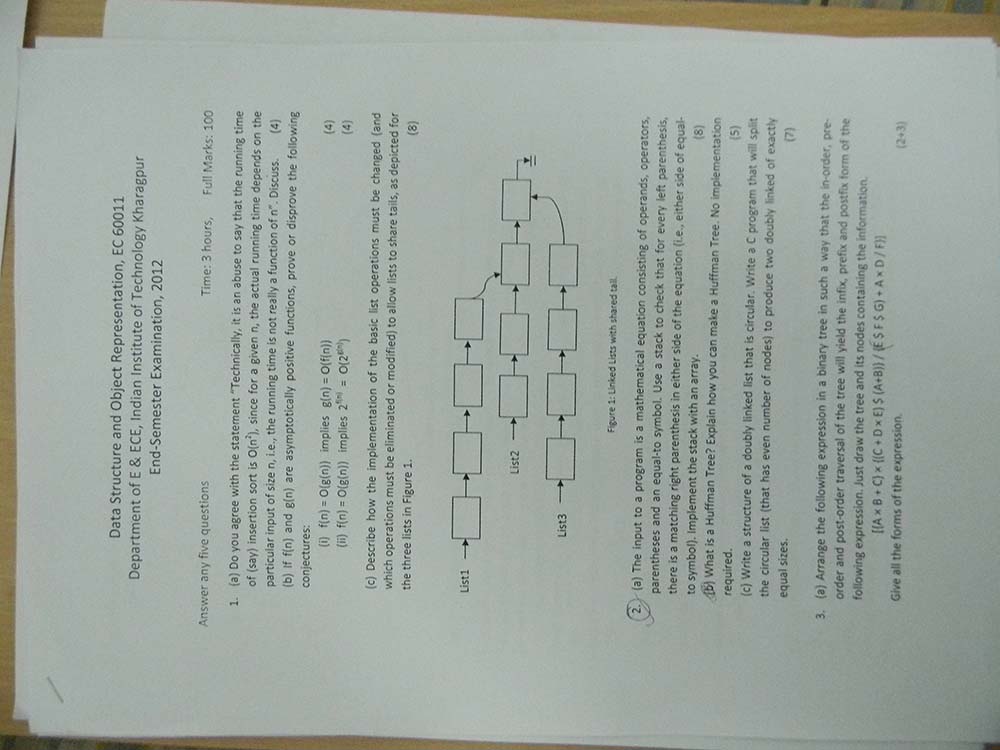 Data Structure and Object Representation, EC 60011
Department of E & ECE, Indian Institute of Technology Kharagpur
End-Semester Examination, 2012
Answer any five questions Time: 3 hours, Full Marks: 100
1. (a) Do you agree with the statement "Technically, it is an abuse to say that the running time
of (say) insertion sort is O(n²), since for a given n, the actual running time depends on the
particular input of size n, i.e., the running time is not really a function of n". Discuss. (4)
(b) If f(n) and g(n) are asymptotically positive functions, prove or disprove the following
conjectures:
(i) f(n) = O(g(n)) implies g(n) = O(f(n)) (4)
(ii) f(n) = O(g(n)) implies 2^f(n) = O(2^g(n)) (4)
(c) Describe how the implementation of the basic list operations must be changed (and
which operations must be eliminated or modified) to allow lists to share tails, as depicted for
the three lists in Figure 1. (8)
List1
List2
List3
Figure 1: Linked Lists with shared tail.
2. (a) The input to a program is a mathematical equation consisting of operands, operators,
parentheses and an equal-to symbol. Use a stack to check that for every left parenthesis,
there is a matching right parenthesis in either side of the equation (i.e., either side of equal-
to symbol). Implement the stack with an array. (8)
(b) What is a Huffman Tree? Explain how you can make a Huffman Tree. No implementation
required. (5)
(c) Write a structure of a doubly linked list that is circular. Write a C program that will split
the circular list (that has even number of nodes) to produce two doubly linked of exactly
equal sizes. (7)
3. (a) Arrange the following expression in a binary tree in such a way that the in-order, pre-
order and post-order traversal of the tree will yield the infix, prefix and postfix form of the
following expression. Just draw the tree and its nodes containing the information.
[(A × B + C) × {(C + D × E) $ (A+B)} / {(E $ F $ G) + A × D / F}]
Give all the forms of the expression. (2+3)